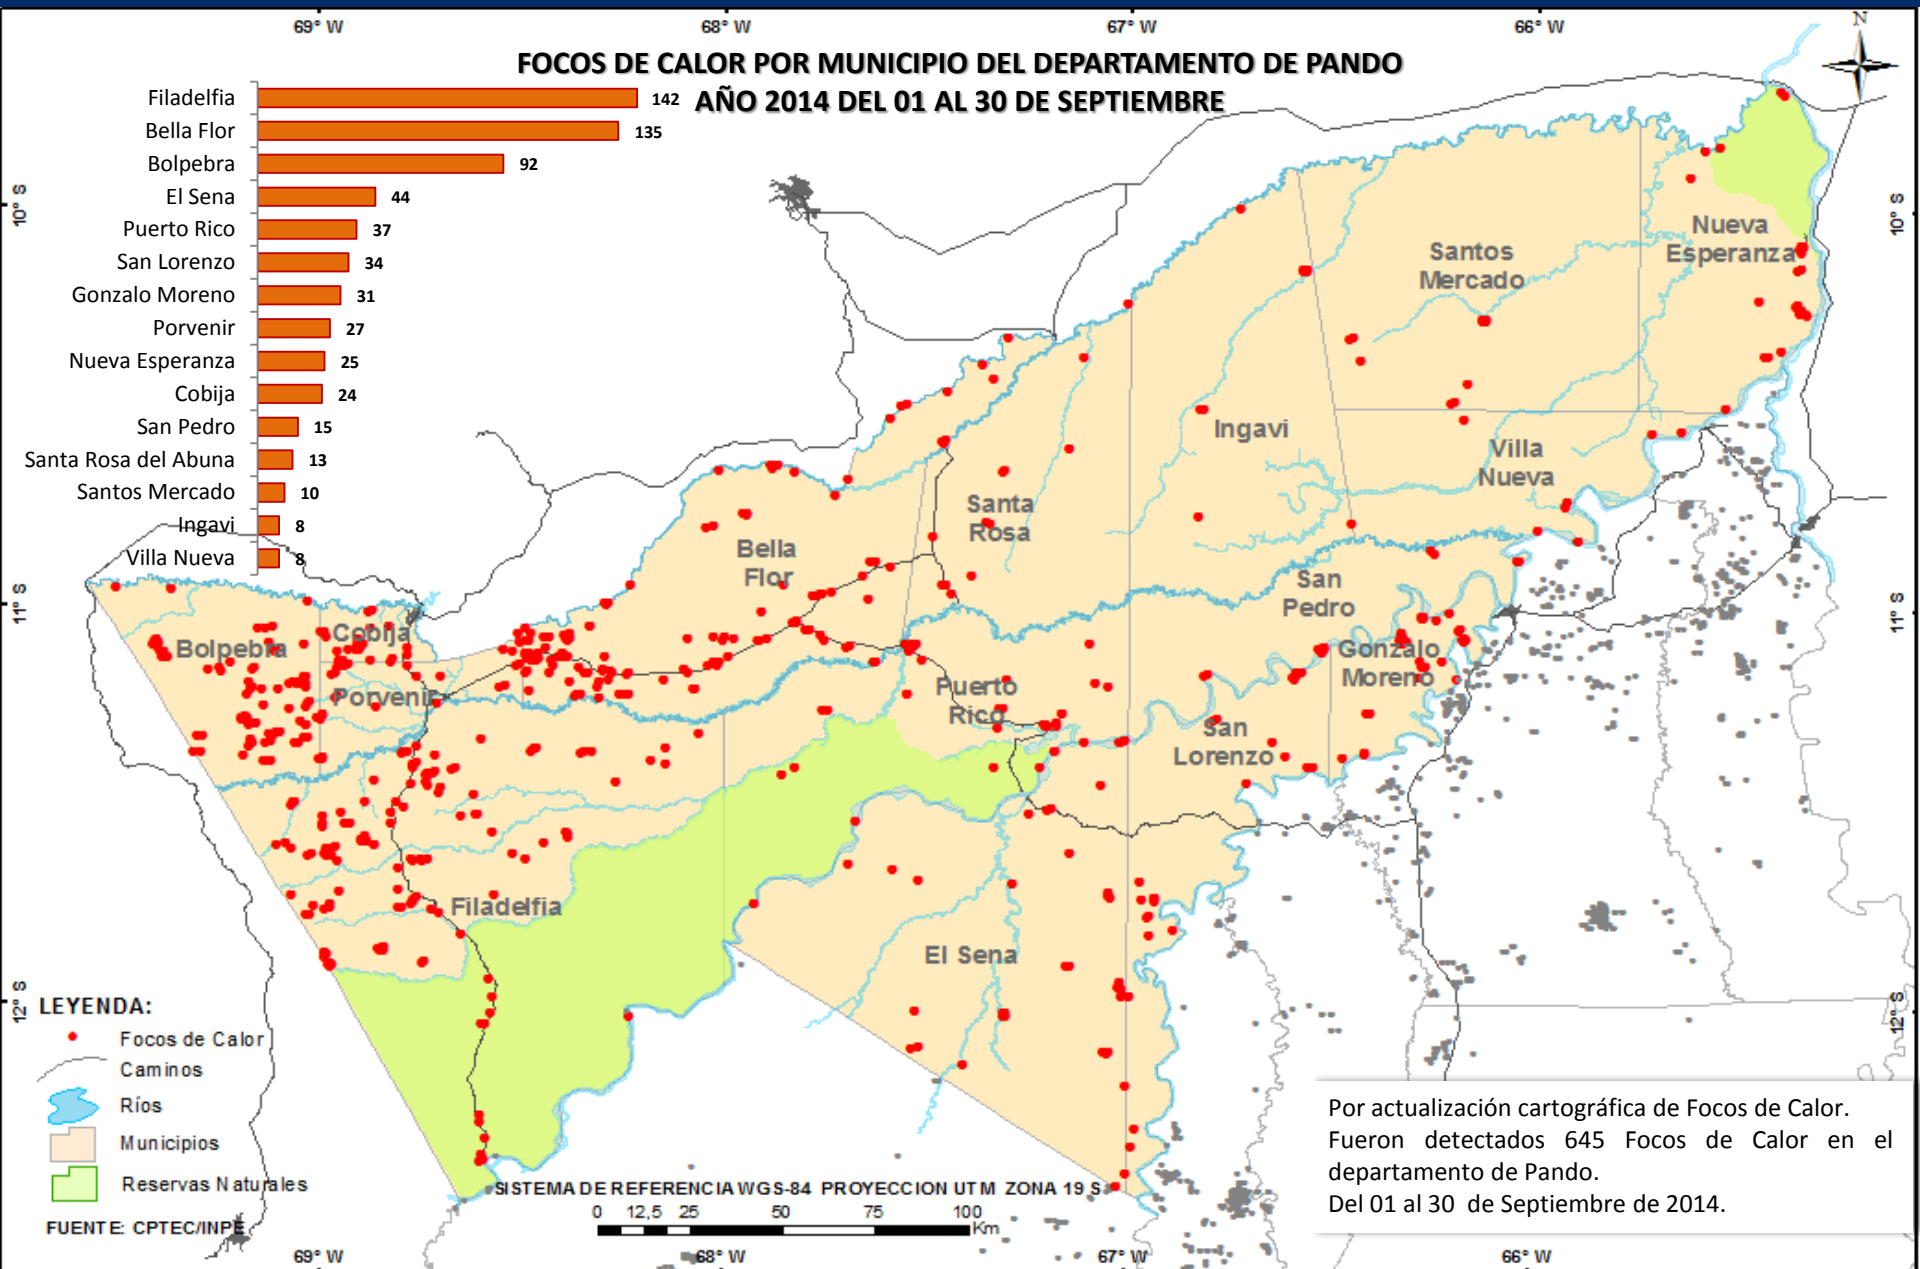 69° W
68° W
67° W
66° W
N
FOCOS DE CALOR POR MUNICIPIO DEL DEPARTAMENTO DE PANDO
AÑO 2014 DEL 01 AL 30 DE SEPTIEMBRE
Filadelfia 142
Bella Flor 135
Bolpebra 92
El Sena 44
Puerto Rico 37
San Lorenzo 34
Gonzalo Moreno 31
Porvenir 27
Nueva Esperanza 25
Cobija 24
San Pedro 15
Santa Rosa del Abuna 13
Santos Mercado 10
Ingavi 8
Villa Nueva 8
10° S
10° S
11° S
11° S
12° S
12° S
Nueva
Esperanza
Santos
Mercado
Ingavi
Villa
Nueva
Santa
Rosa
Bella
Flor
San
Pedro
Bolpebra
Cobija
Gonzalo
Moreno
Porvenir
Puerto
Rico
San
Lorenzo
Filadelfia
El Sena
LEYENDA:
Focos de Calor
Caminos
Ríos
Municipios
Reservas Naturales
FUENTE: CPTEC/INPE
SISTEMA DE REFERENCIA WGS-84 PROYECCION UTM ZONA 19 S
0 12,5 25 50 75 100
Km
Por actualización cartográfica de Focos de Calor.
Fueron detectados 645 Focos de Calor en el
departamento de Pando.
Del 01 al 30 de Septiembre de 2014.
69° W
68° W
67° W
66° W